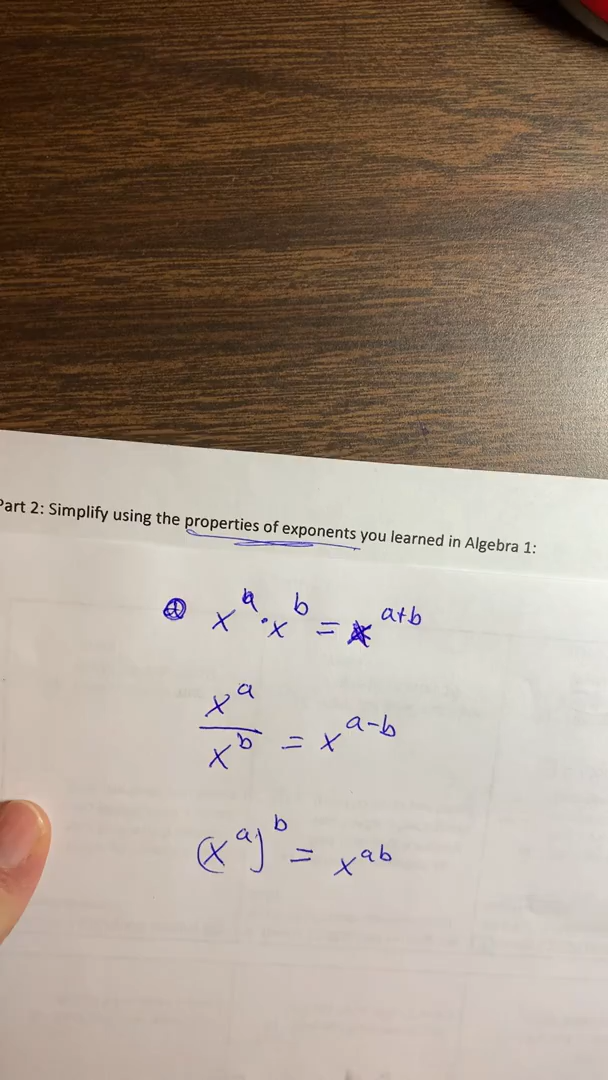 Part 2: Simplify using the properties of exponents you learned in Algebra 1:
x^a · x^b = x^(a+b)
x^a / x^b = x^(a-b)
(x^a)^b = x^(ab)